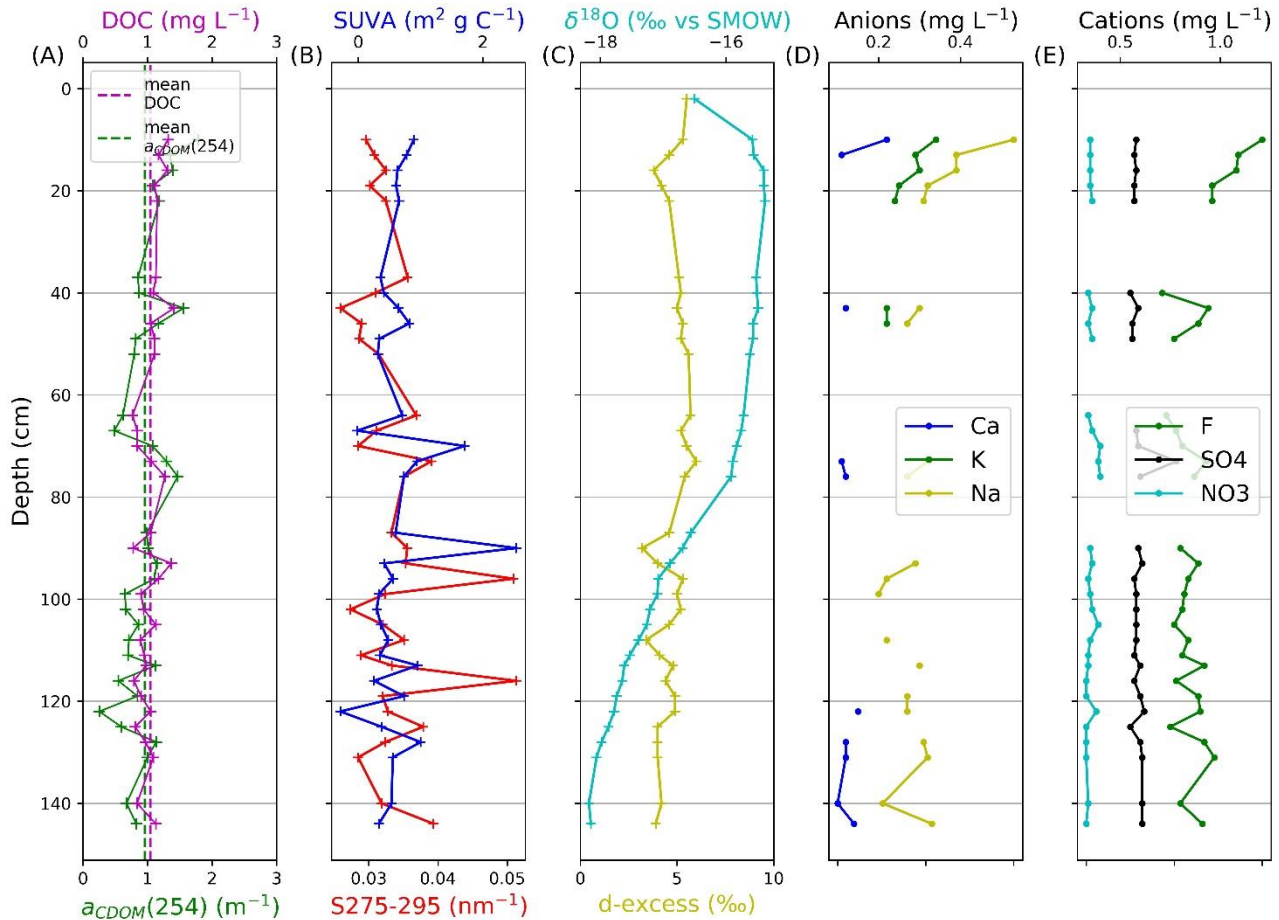 DOC (mg L⁻¹)
0 1 2 3
SUVA (m² g C⁻¹)
0 2
δ¹⁸O (‰ vs SMOW)
−18 −16
Anions (mg L⁻¹)
0.2 0.4
Cations (mg L⁻¹)
0.5 1.0
(A)
(B)
(C)
(D)
(E)
mean
DOC
mean
a_CDOM(254)
Depth (cm)
0
20
40
60
80
100
120
140
Ca
K
Na
F
SO4
NO3
0 1 2 3
a_CDOM(254) (m⁻¹)
0.03 0.04 0.05
S275-295 (nm⁻¹)
0 5 10
d-excess (‰)